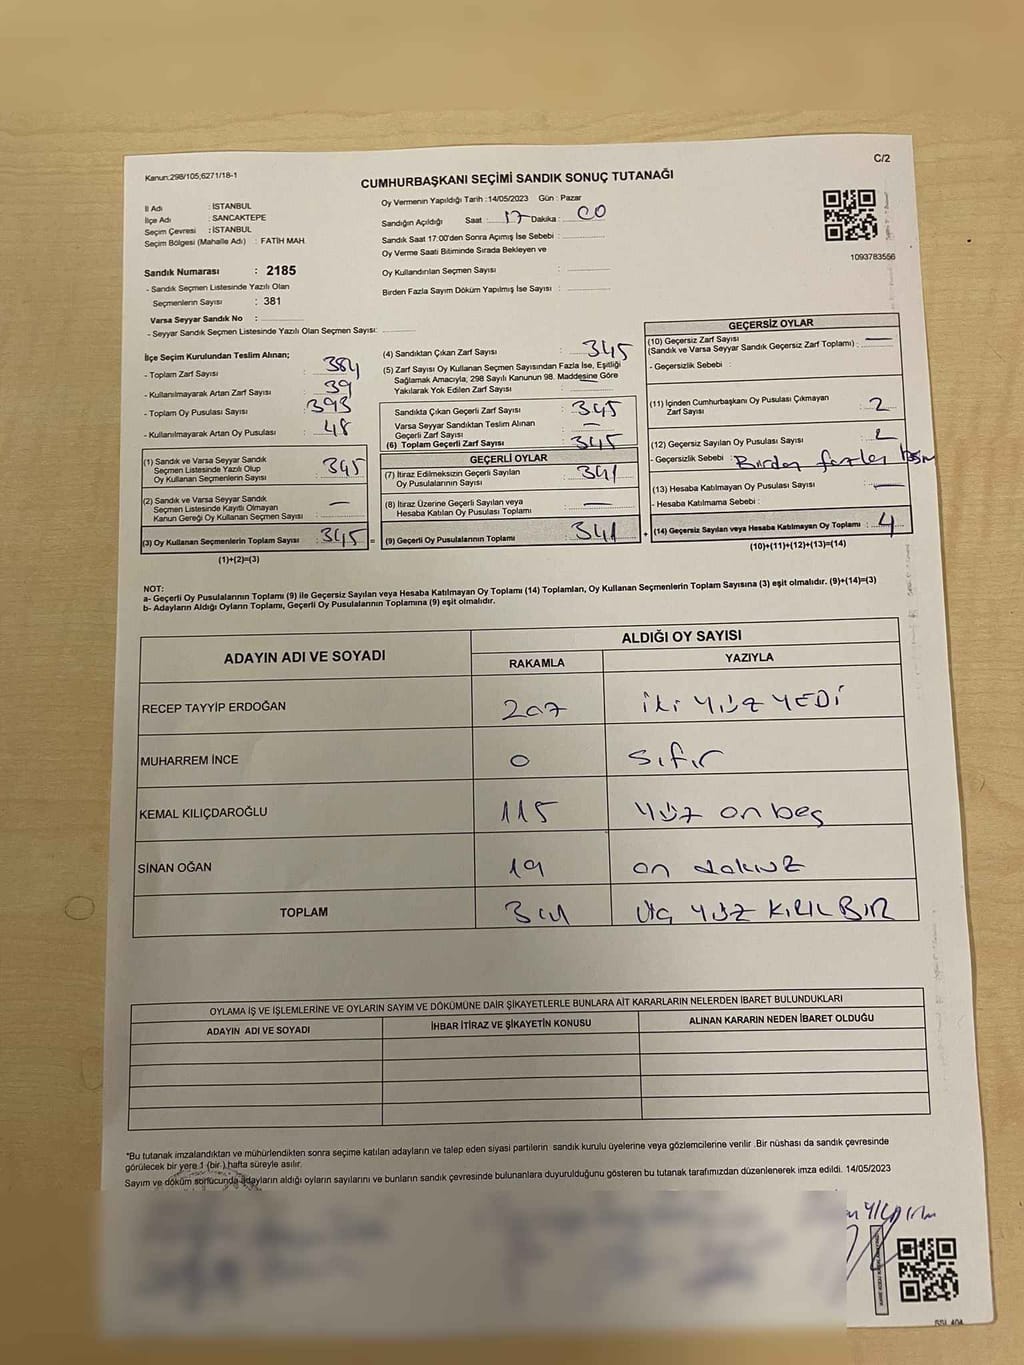 C/2
Kanun:298/105;6271/18-1
CUMHURBAŞKANI SEÇİMİ SANDIK SONUÇ TUTANAĞI
İl Adı : İSTANBUL
İlçe Adı : SANCAKTEPE
Seçim Çevresi : İSTANBUL
Seçim Bölgesi (Mahalle Adı) : FATİH MAH.
Oy Vermenin Yapıldığı Tarih :14/05/2023 Gün : Pazar
Sandığın Açıldığı Saat : 17 Dakika : 00
Sandık Saat 17:00'den Sonra Açımış İse Sebebi :
Oy Verme Saati Bitiminde Sırada Bekleyen ve
Oy Kullandırılan Seçmen Sayısı :
Birden Fazla Sayım Döküm Yapılmış İse Sayısı :
1093783556
Sandık Numarası : 2185
- Sandık Seçmen Listesinde Yazılı Olan
Seçmenlerin Sayısı : 381
Varsa Seyyar Sandık No :
- Seyyar Sandık Seçmen Listesinde Yazılı Olan Seçmen Sayısı:
İlçe Seçim Kurulundan Teslim Alınan;
- Toplam Zarf Sayısı : 384
- Kullanılmayarak Artan Zarf Sayısı : 39
- Toplam Oy Pusulası Sayısı : 393
- Kullanılmayarak Artan Oy Pusulası : 48
(1) Sandık ve Varsa Seyyar Sandık
Seçmen Listesinde Yazılı Olup
Oy Kullanan Seçmenlerin Sayısı : 345
(2) Sandık ve Varsa Seyyar Sandık
Seçmen Listesinde Kayıtlı Olmayan
Kanun Gereği Oy Kullanan Seçmen Sayısı : —
(3) Oy Kullanan Seçmenlerin Toplam Sayısı : 345 =
(1)+(2)=(3)
(4) Sandıktan Çıkan Zarf Sayısı : 345
(5) Zarf Sayısı Oy Kullanan Seçmen Sayısından Fazla İse, Eşitliği
Sağlamak Amacıyla; 298 Sayılı Kanunun 98. Maddesine Göre
Yakılarak Yok Edilen Zarf Sayısı : —
Sandıkta Çıkan Geçerli Zarf Sayısı : 345
Varsa Seyyar Sandıktan Teslim Alınan
Geçerli Zarf Sayısı : —
(6) Toplam Geçerli Zarf Sayısı : 345
GEÇERLİ OYLAR
(7) İtiraz Edilmeksizin Geçerli Sayılan
Oy Pusulalarının Sayısı : 341
(8) İtiraz Üzerine Geçerli Sayılan veya
Hesaba Katılan Oy Pusulası Toplamı : —
(9) Geçerli Oy Pusulalarının Toplamı : 341 +
GEÇERSİZ OYLAR
(10) Geçersiz Zarf Sayısı
(Sandık ve Varsa Seyyar Sandık Geçersiz Zarf Toplamı) : —
- Geçersizlik Sebebi :
(11) İçinden Cumhurbaşkanı Oy Pusulası Çıkmayan
Zarf Sayısı : 2
(12) Geçersiz Sayılan Oy Pusulası Sayısı : 2
- Geçersizlik Sebebi : Birden fazla
(13) Hesaba Katılmayan Oy Pusulası Sayısı : —
- Hesaba Katılmama Sebebi :
(14) Geçersiz Sayılan veya Hesaba Katılmayan Oy Toplamı : 4
(10)+(11)+(12)+(13)=(14)
NOT:
a- Geçerli Oy Pusulalarının Toplamı (9) ile Geçersiz Sayılan veya Hesaba Katılmayan Oy Toplamı (14) Toplamları, Oy Kullanan Seçmenlerin Toplam Sayısına (3) eşit olmalıdır. (9)+(14)=(3)
b- Adayların Aldığı Oyların Toplamı, Geçerli Oy Pusulalarının Toplamına (9) eşit olmalıdır.
ADAYIN ADI VE SOYADI ALDIĞI OY SAYISI
RAKAMLA YAZIYLA
RECEP TAYYİP ERDOĞAN 207 iki YÜZ YEDİ
MUHARREM İNCE 0 sıfır
KEMAL KILIÇDAROĞLU 115 Yüz on beş
SİNAN OĞAN 19 on dokuz
TOPLAM 341 Üç YÜZ KIRK BİR
OYLAMA İŞ VE İŞLEMLERİNE VE OYLARIN SAYIM VE DÖKÜMÜNE DAİR ŞİKAYETLERLE BUNLARA AİT KARARLARIN NELERDEN İBARET BULUNDUKLARI
ADAYIN ADI VE SOYADI İHBAR İTİRAZ VE ŞİKAYETİN KONUSU ALINAN KARARIN NEDEN İBARET OLDUĞU
*Bu tutanak imzalandıktan ve mühürlendikten sonra seçime katılan adayların ve talep eden siyasi partilerin sandık kurulu üyelerine veya gözlemcilerine verilir .Bir nüshası da sandık çevresinde
görülecek bir yere 1 (bir ) hafta süreyle asılır.
Sayım ve döküm sonucunda adayların aldığı oyların sayılarını ve bunların sandık çevresinde bulunanlara duyurulduğunu gösteren bu tutanak tarafımızdan düzenlenerek imza edildi. 14/05/2023